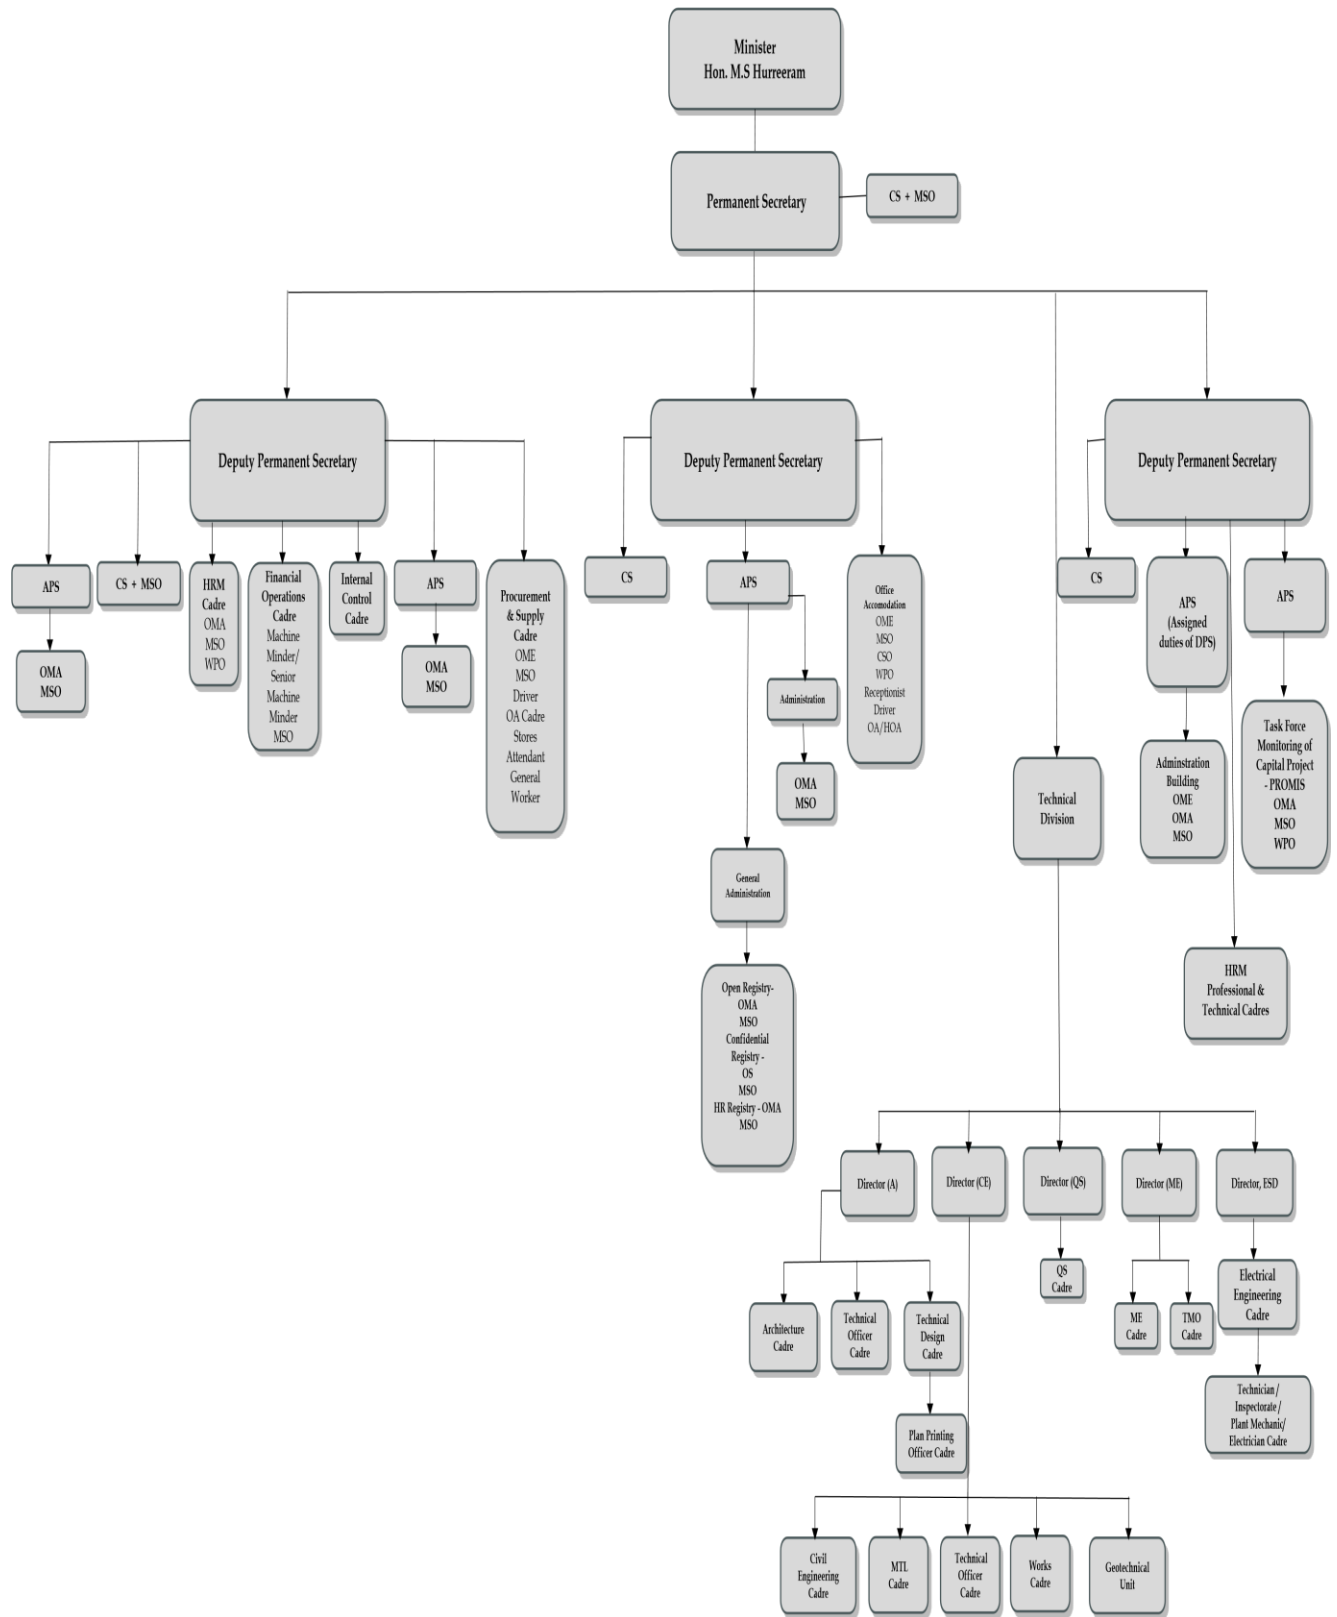 Minister
Hon. M.S Hurreeram
Permanent Secretary
CS + MSO
Deputy Permanent Secretary
Deputy Permanent Secretary
Deputy Permanent Secretary
APS
OMA
MSO
CS + MSO
HRM
Cadre
OMA
MSO
WPO
Financial
Operations
Cadre
Machine
Minder/
Senior
Machine
Minder
MSO
Internal
Control
Cadre
APS
OMA
MSO
Procurement
& Supply
Cadre
OME
MSO
Driver
OA Cadre
Stores
Attendant
General
Worker
CS
APS
Administration
OMA
MSO
General
Administration
Open Registry-
OMA
MSO
Confidential
Registry -
OS
MSO
HR Registry - OMA
MSO
Office
Accomodation
OME
MSO
CSO
WPO
Receptionist
Driver
OA/HOA
Technical
Division
CS
APS
(Assigned
duties of DPS)
Adminstration
Building
OME
OMA
MSO
APS
Task Force
Monitoring of
Capital Project
- PROMIS
OMA
MSO
WPO
HRM
Professional &
Technical Cadres
Director (A)
Director (CE)
Director (QS)
Director (ME)
Director, ESD
Architecture
Cadre
Technical
Officer
Cadre
Technical
Design
Cadre
Plan Printing
Officer Cadre
QS
Cadre
ME
Cadre
TMO
Cadre
Electrical
Engineering
Cadre
Technician /
Inspectorate /
Plant Mechanic/
Electrician Cadre
Civil
Engineering
Cadre
MTL
Cadre
Technical
Officer
Cadre
Works
Cadre
Geotechnical
Unit